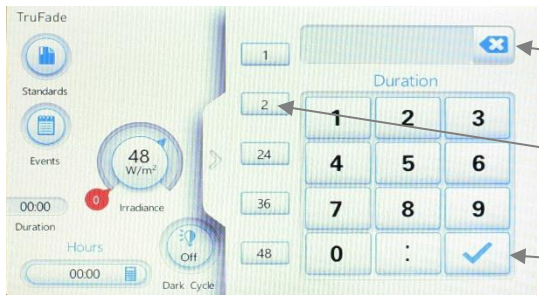 TruFade
Standards
Events
48
W/m²
0
Irradiance
00:00
Duration
Hours
00:00
Off
Dark Cycle
1
2
24
36
48
Duration
1 2 3
4 5 6
7 8 9
0 :